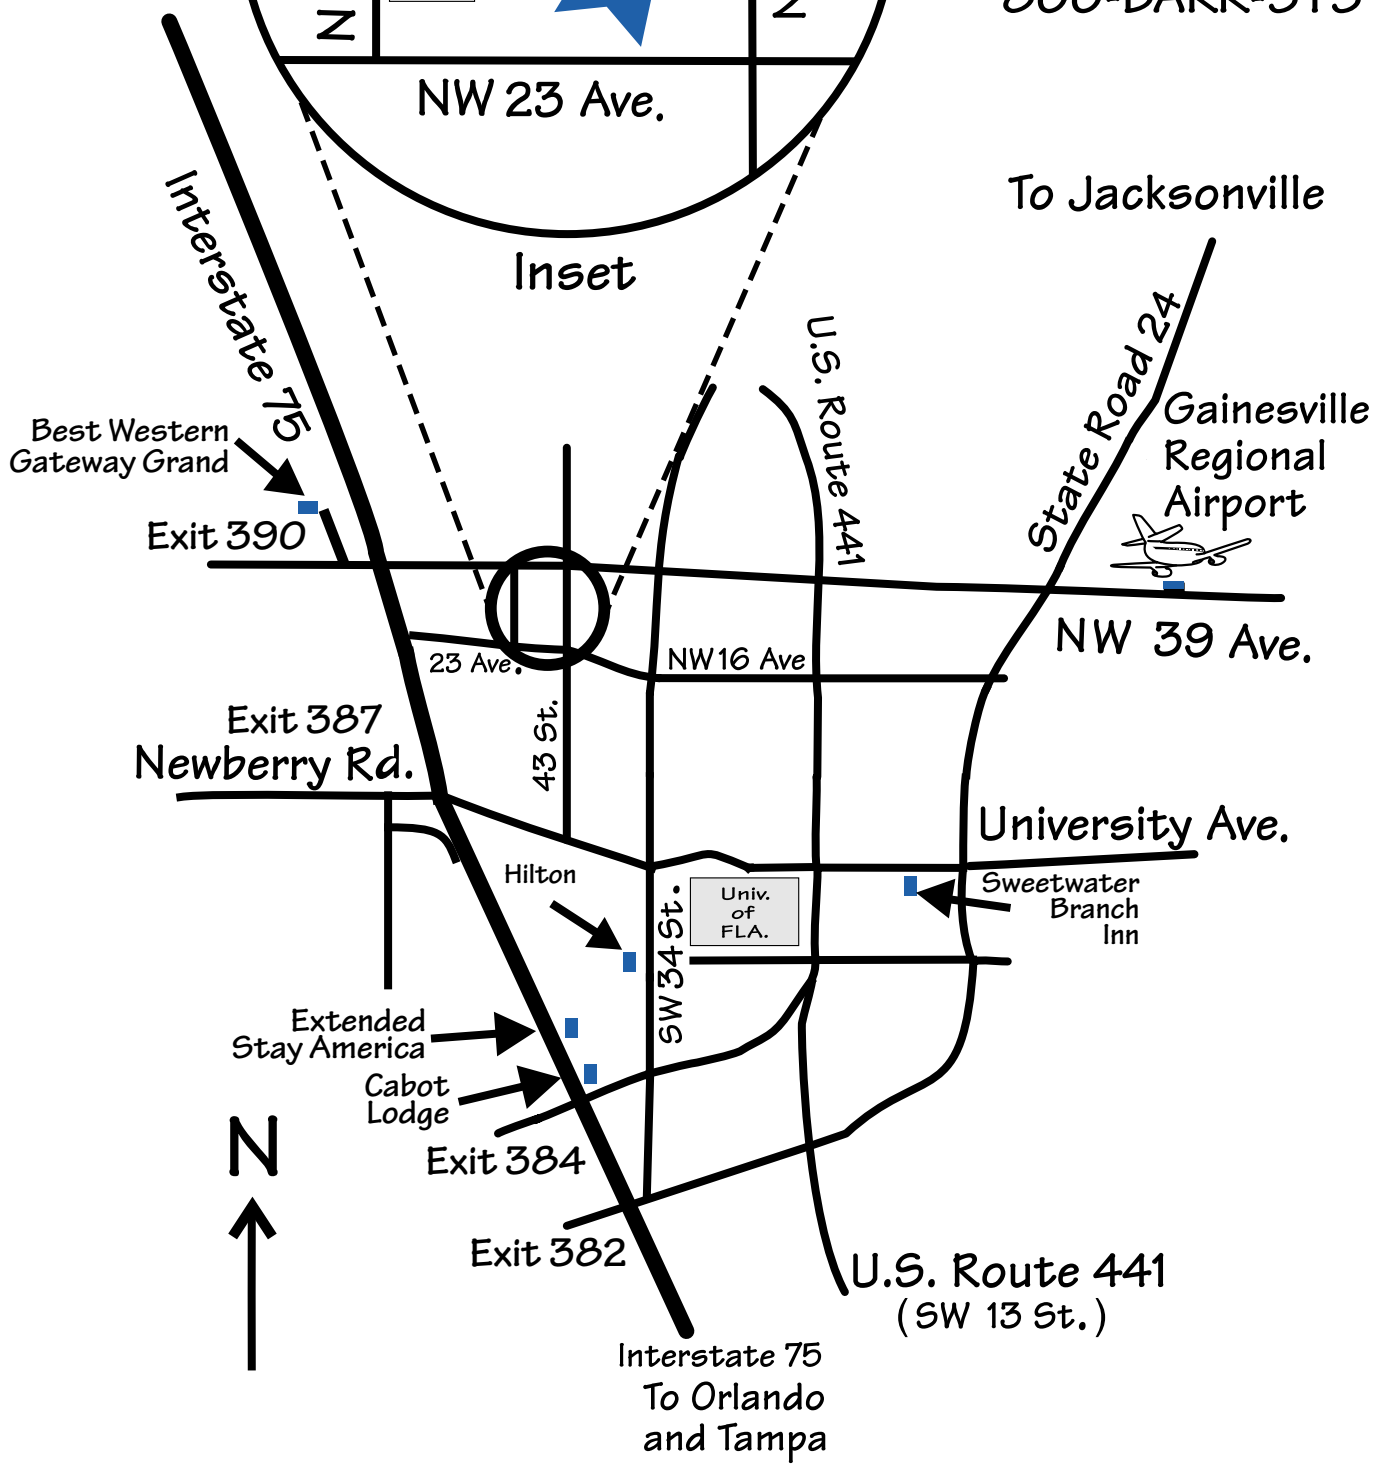 N
N
NW 23 Ave.
Inset
To Jacksonville
Interstate 75
U.S. Route 441
State Road 24
Gainesville
Regional
Airport
Best Western
Gateway Grand
Exit 390
NW 39 Ave.
23 Ave.
NW 16 Ave
43 St.
Exit 387
Newberry Rd.
University Ave.
Hilton
Univ.
of
FLA.
SW 34 St.
Sweetwater
Branch
Inn
Extended
Stay America
Cabot
Lodge
Exit 384
N
Exit 382
U.S. Route 441
(SW 13 St.)
Interstate 75
To Orlando
and Tampa